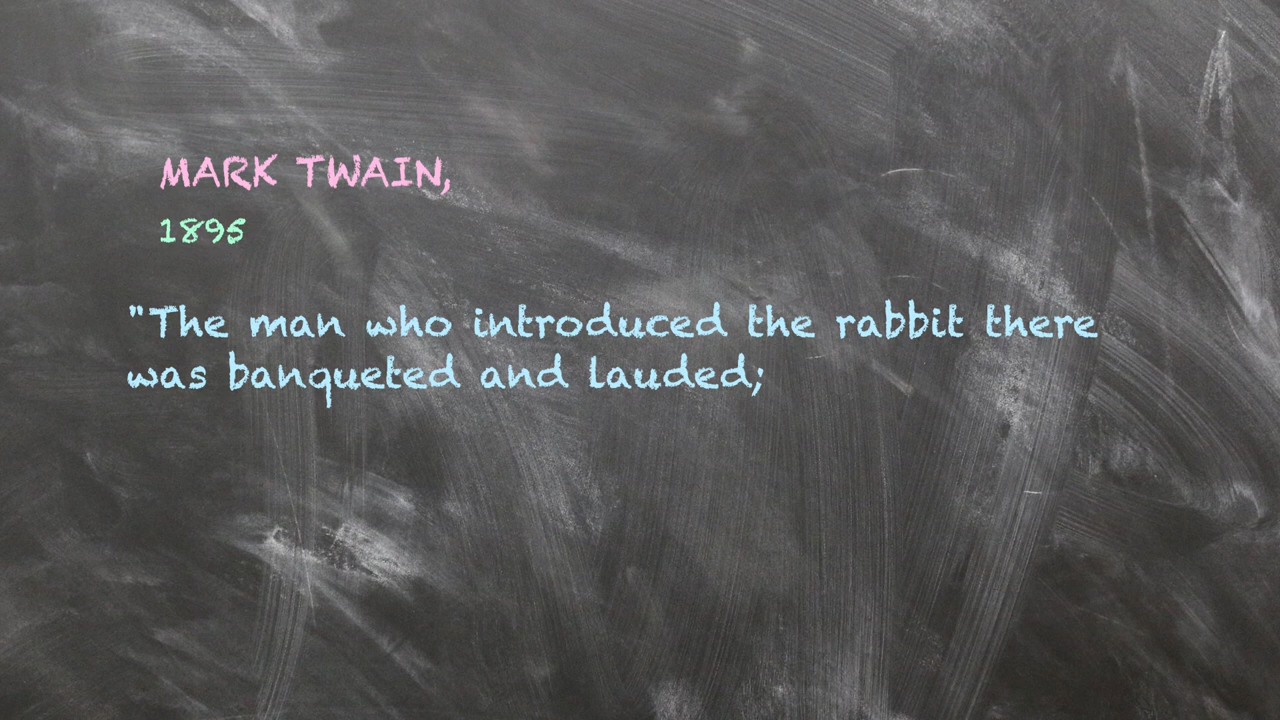 MARK TWAIN,
1895
"The man who introduced the rabbit there
was banqueted and lauded;